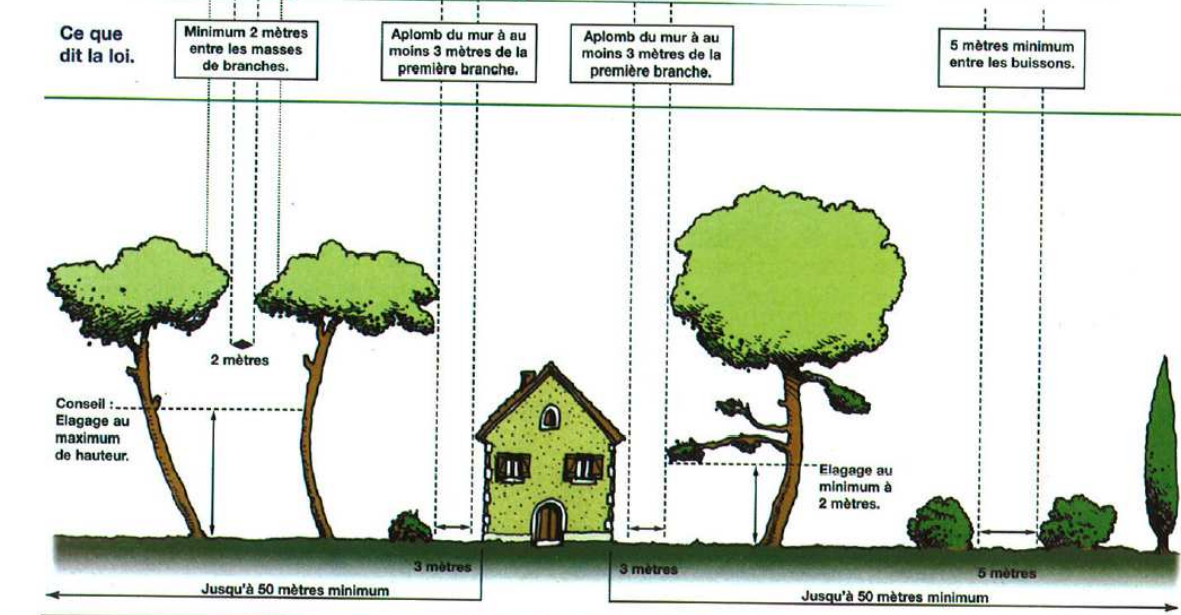 Ce que
dit la loi.
Minimum 2 mètres
entre les masses
de branches.
Aplomb du mur à au
moins 3 mètres de la
première branche.
Aplomb du mur à au
moins 3 mètres de la
première branche.
5 mètres minimum
entre les buissons.
2 mètres
Conseil :
Elagage au
maximum
de hauteur.
Elagage au
minimum à
2 mètres.
3 mètres
3 mètres
5 mètres
Jusqu'à 50 mètres minimum
Jusqu'à 50 mètres minimum